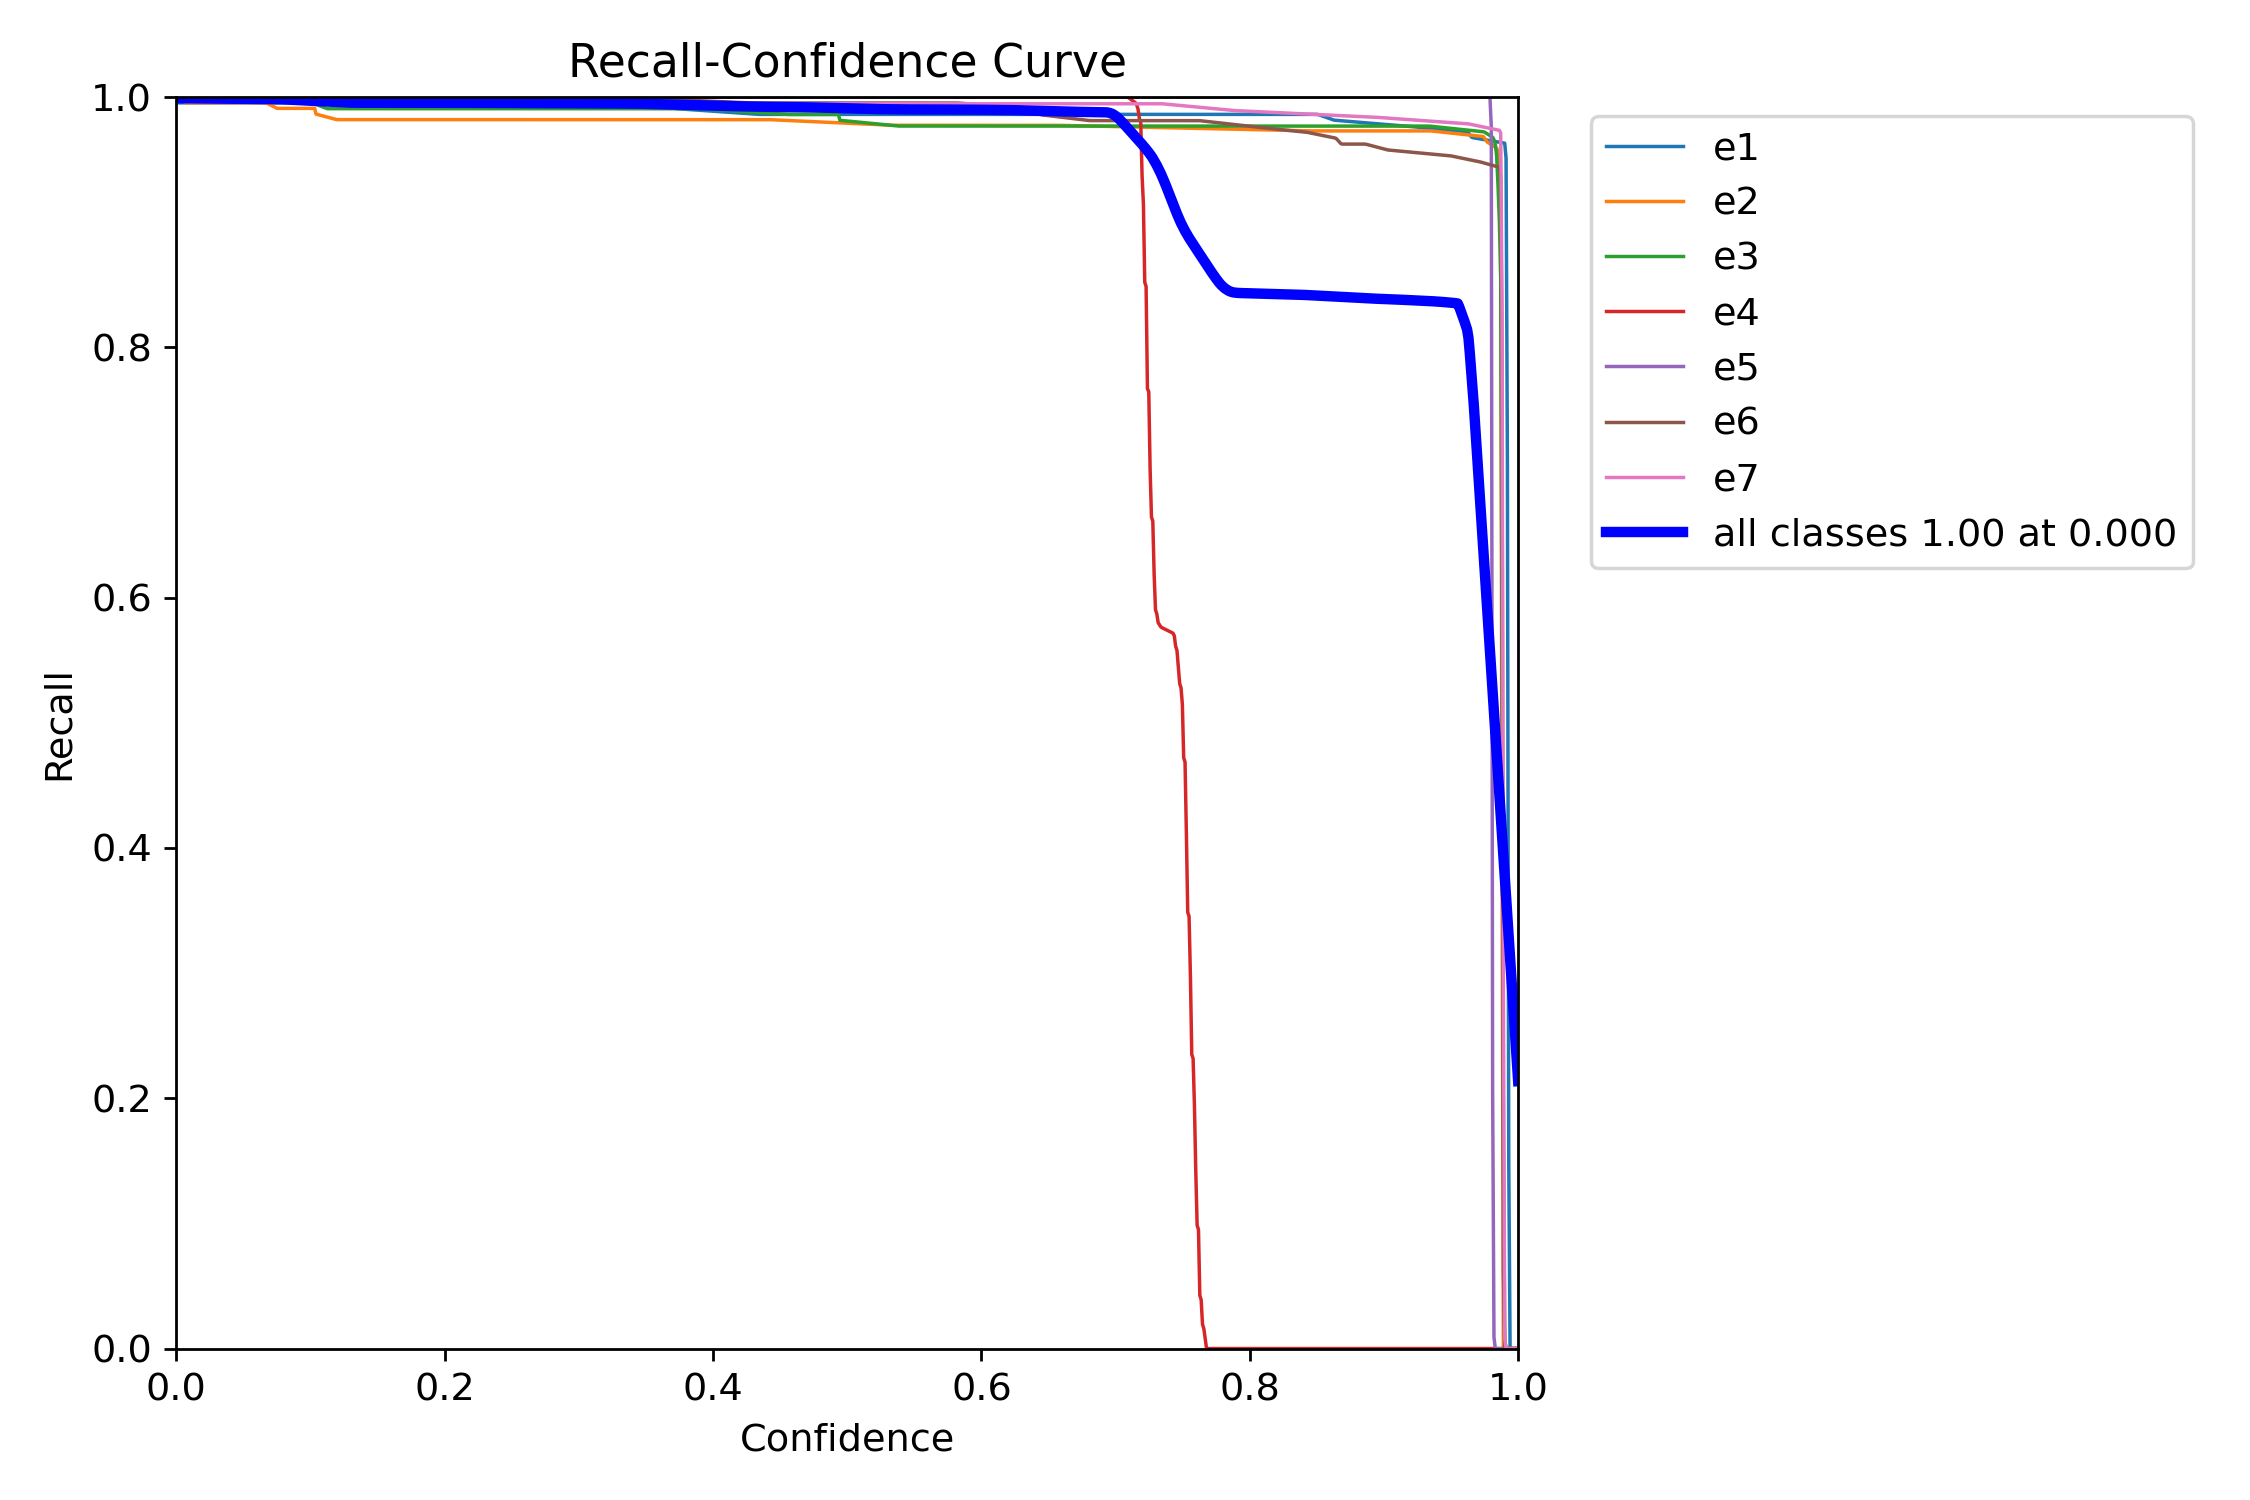 Recall-Confidence Curve
1.0
0.8
0.6
0.4
0.2
0.0
Recall
0.0 0.2 0.4 0.6 0.8 1.0
Confidence
e1
e2
e3
e4
e5
e6
e7
all classes 1.00 at 0.000